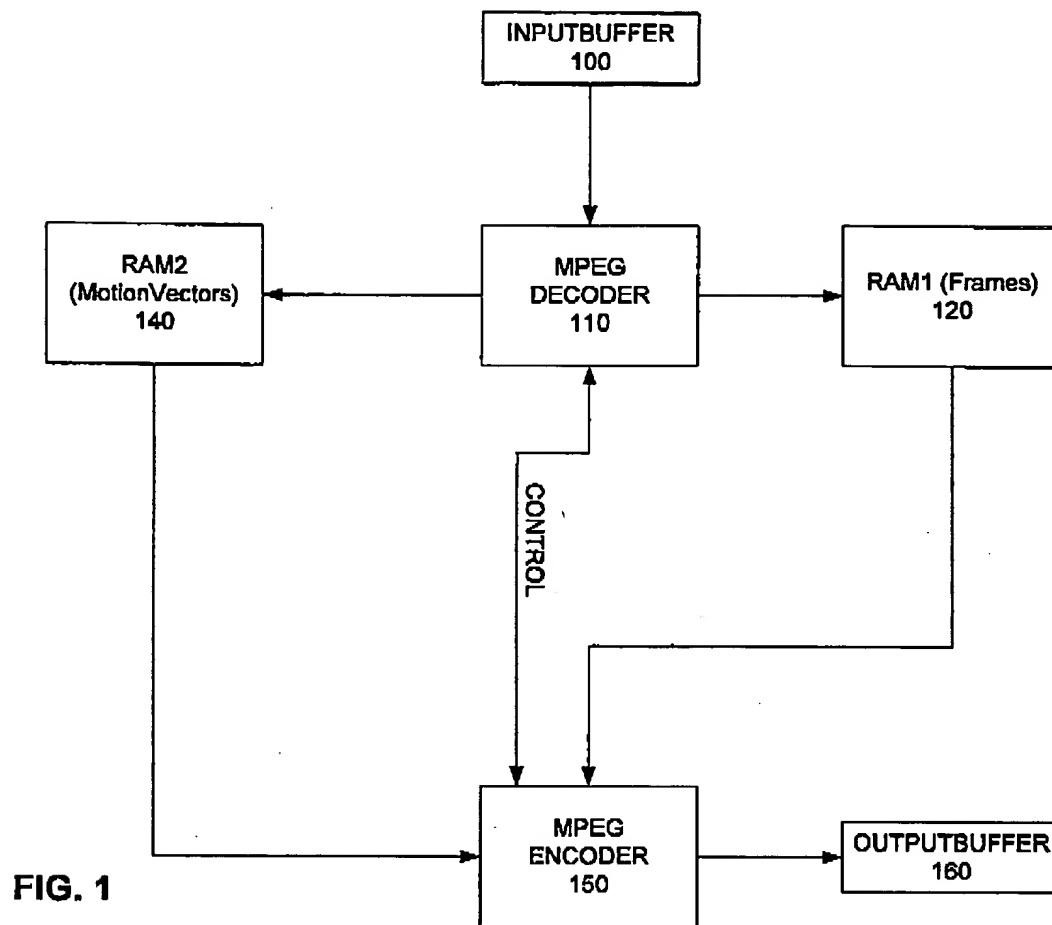 INPUTBUFFER
100
RAM2
(MotionVectors)
140
MPEG
DECODER
110
RAM1 (Frames)
120
CONTROL
MPEG
ENCODER
150
OUTPUTBUFFER
160
FIG. 1